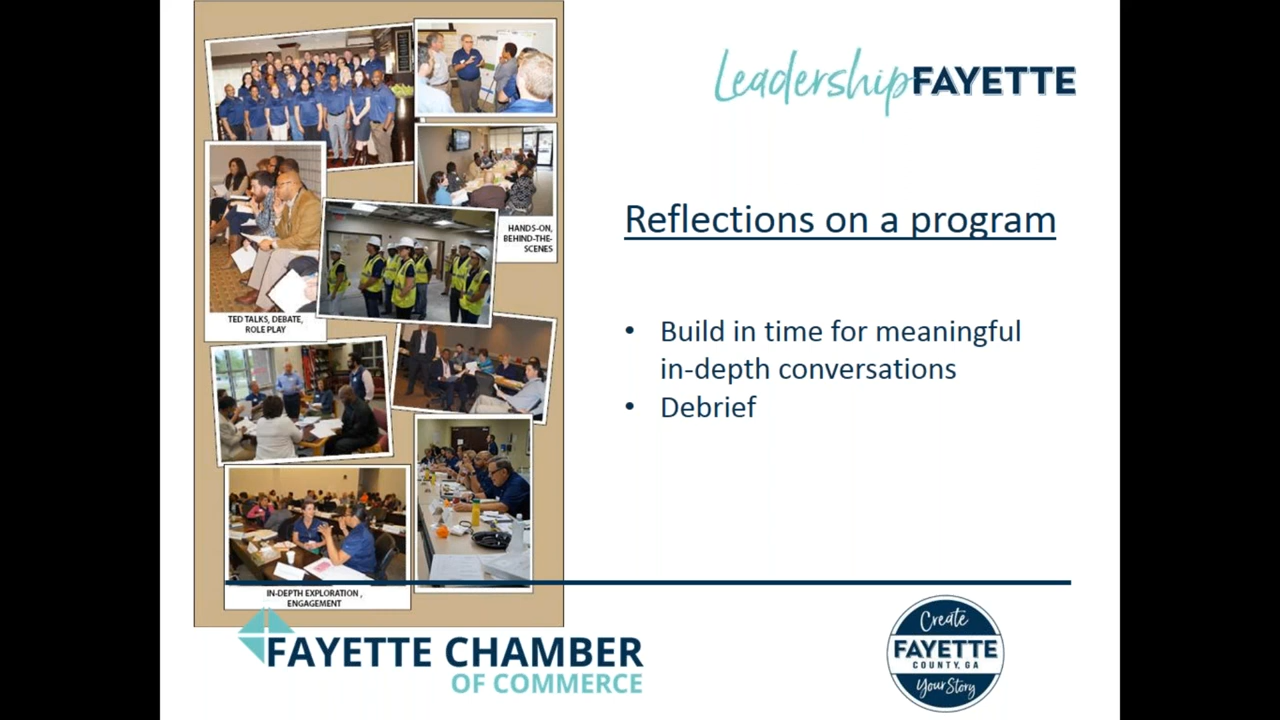 LeadershipFAYETTE
Reflections on a program
• Build in time for meaningful
in-depth conversations
• Debrief
HANDS-ON,
BEHIND-THE-
SCENES
TED TALKS, DEBATE,
ROLE PLAY
IN-DEPTH EXPLORATION ,
ENGAGEMENT
FAYETTE CHAMBER
OF COMMERCE
Create
FAYETTE
COUNTY, GA
Your Story